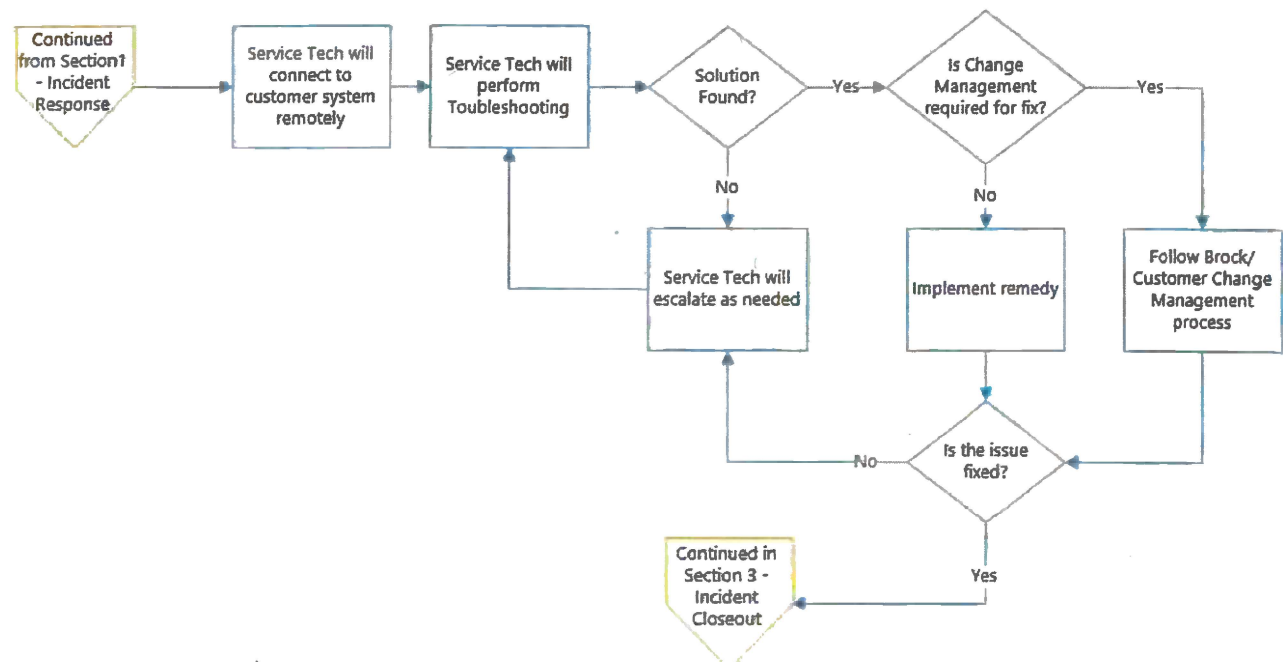 Continued
from Section1
- Incident
Response
Service Tech will
connect to
customer system
remotely
Service Tech will
perform
Toubleshooting
Solution
Found?
Yes
Is Change
Management
required for fix?
Yes
No
No
Service Tech will
escalate as needed
Implement remedy
Follow Brock/
Customer Change
Management
process
Is the issue
fixed?
No
Yes
Continued in
Section 3 -
Incident
Closeout